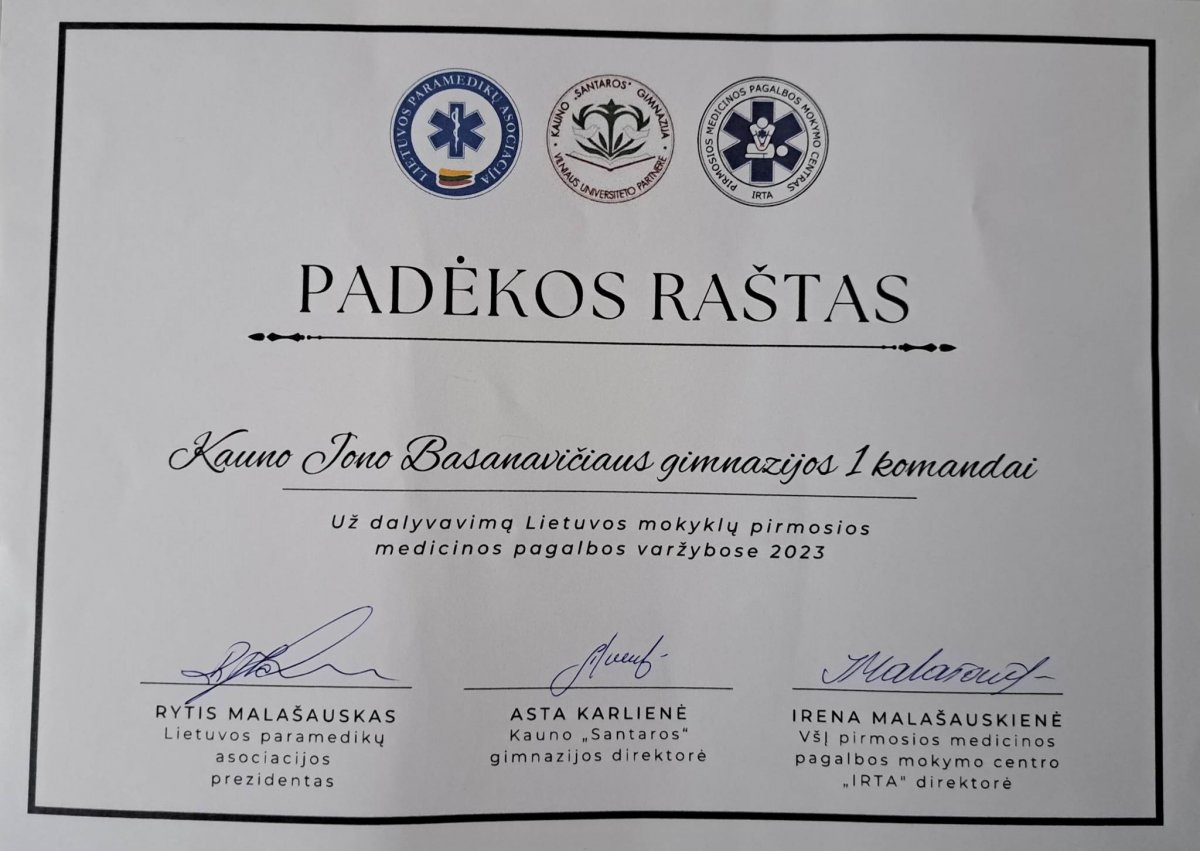 LIETUVOS PARAMEDIKŲ ASOCIACIJA
KAUNO „SANTAROS“ GIMNAZIJA
VILNIAUS UNIVERSITETO PARTNERĖ
PIRMOSIOS MEDICINOS PAGALBOS MOKYMO CENTRAS
IRTA
PADĖKOS RAŠTAS
Kauno Jono Basanavičiaus gimnazijos 1 komandai
Už dalyvavimą Lietuvos mokyklų pirmosios
medicinos pagalbos varžybose 2023
RYTIS MALAŠAUSKAS
Lietuvos paramedikų
asociacijos
prezidentas
ASTA KARLIENĖ
Kauno „Santaros“
gimnazijos direktorė
IRENA MALAŠAUSKIENĖ
VšĮ pirmosios medicinos
pagalbos mokymo centro
„IRTA" direktorė